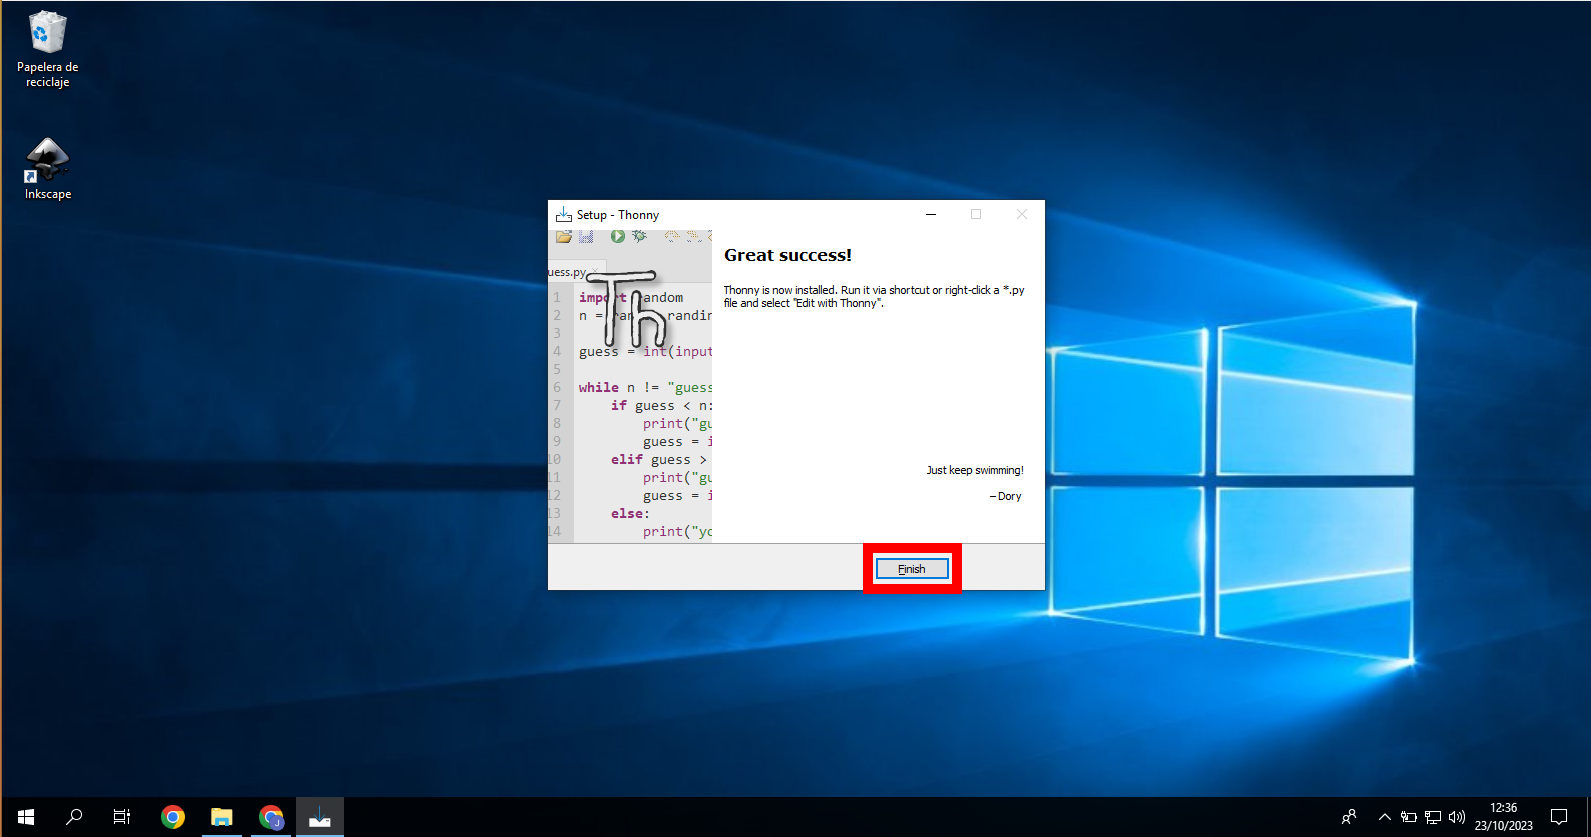 Papelera de
reciclaje
Inkscape
Setup - Thonny
uess.py
Th
1 import random
2 n = ran randin
3
4 guess = int(input
5
6 while n != "guess
7 if guess < n:
8 print("gu
9 guess = i
10 elif guess >
11 print("gu
12 guess = i
13 else:
14 print("yo
Great success!
Thonny is now installed. Run it via shortcut or right-click a *.py
file and select "Edit with Thonny".
Just keep swimming!
-- Dory
Finish
J
12:36
23/10/2023